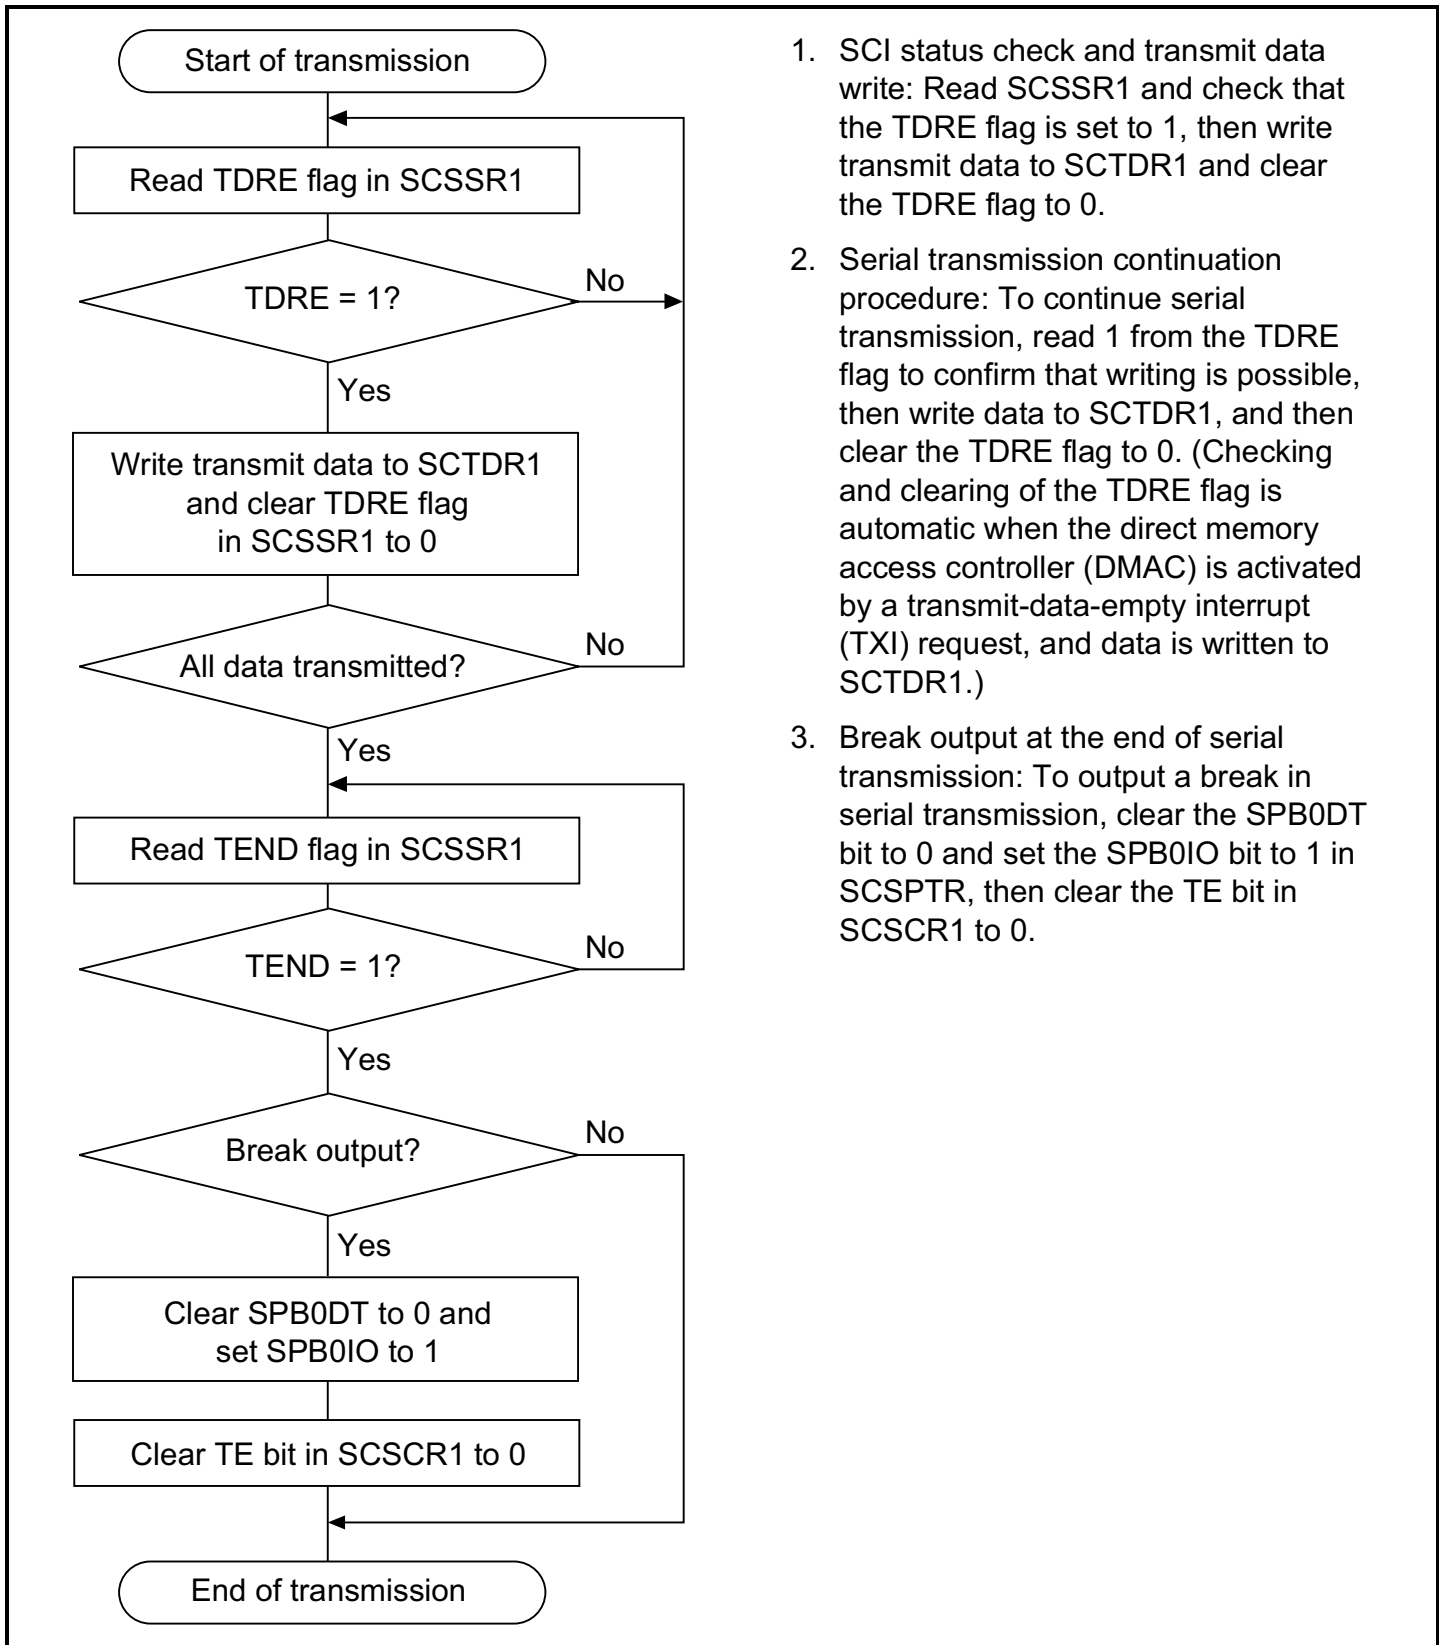 Start of transmission
Read TDRE flag in SCSSR1
TDRE = 1?
No
Yes
Write transmit data to SCTDR1
and clear TDRE flag
in SCSSR1 to 0
All data transmitted?
No
Yes
Read TEND flag in SCSSR1
TEND = 1?
No
Yes
Break output?
No
Yes
Clear SPB0DT to 0 and
set SPB0IO to 1
Clear TE bit in SCSCR1 to 0
End of transmission
1. SCI status check and transmit data
write: Read SCSSR1 and check that
the TDRE flag is set to 1, then write
transmit data to SCTDR1 and clear
the TDRE flag to 0.
2. Serial transmission continuation
procedure: To continue serial
transmission, read 1 from the TDRE
flag to confirm that writing is possible,
then write data to SCTDR1, and then
clear the TDRE flag to 0. (Checking
and clearing of the TDRE flag is
automatic when the direct memory
access controller (DMAC) is activated
by a transmit-data-empty interrupt
(TXI) request, and data is written to
SCTDR1.)
3. Break output at the end of serial
transmission: To output a break in
serial transmission, clear the SPB0DT
bit to 0 and set the SPB0IO bit to 1 in
SCSPTR, then clear the TE bit in
SCSCR1 to 0.